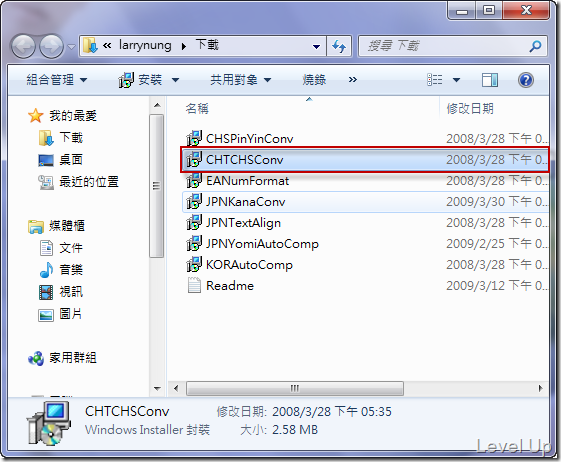 « larrynung ▸ 下載
搜尋 下載
組合管理 安裝 共用對象 燒錄 »
名稱 修改日期
我的最愛
下載
桌面
最近的位置
媒體櫃
文件
音樂
視訊
圖片
家用群組
CHSPinYinConv 2008/3/28 下午 0...
CHTCHSConv 2008/3/28 下午 0...
EANumFormat 2008/3/28 下午 0...
JPNKanaConv 2009/3/30 下午 0...
JPNTextAlign 2008/3/28 下午 0...
JPNYomiAutoComp 2009/2/25 下午 0...
KORAutoComp 2008/3/28 下午 0...
Readme 2009/3/12 下午 0...
CHTCHSConv 修改日期: 2008/3/28 下午 05:35
Windows Installer 封裝 大小: 2.58 MB
Level Up